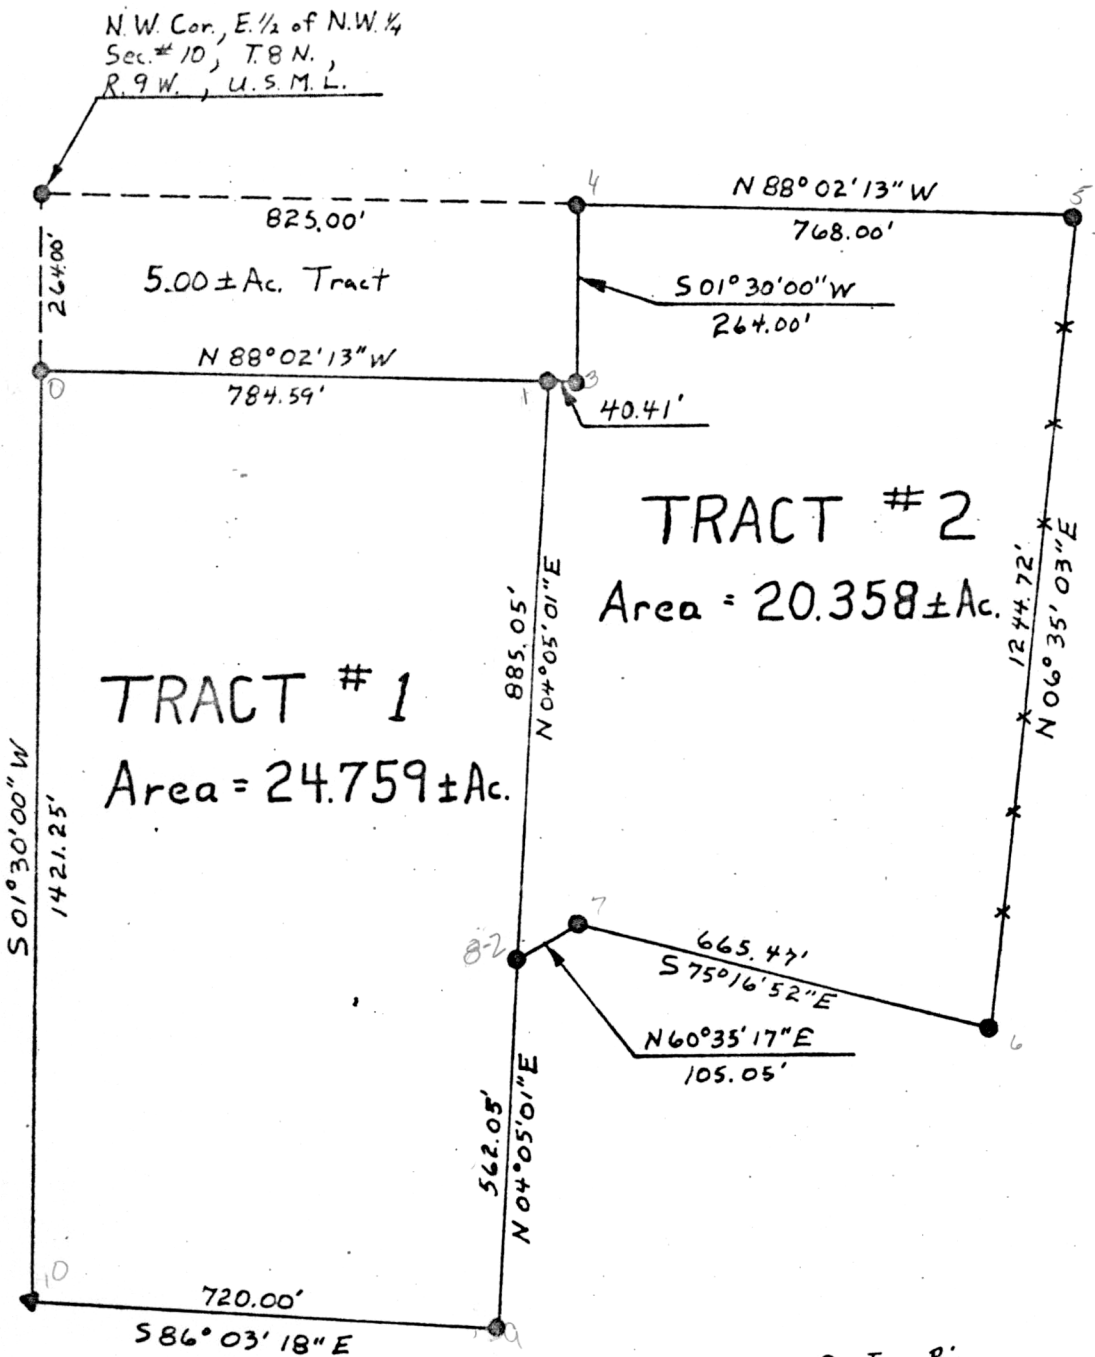 N.W. Cor., E.½ of N.W.¼
Sec.# 10, T.8 N.,
R.9 W., U.S.M.L.
4
N 88° 02' 13" W
5
825.00'
768.00'
264.00'
5.00 ± Ac. Tract
S 01° 30' 00" W
264.00'
N 88° 02' 13" W
0
784.59'
1
3
40.41'
TRACT #2
Area = 20.358 ± Ac.
1244.72'
N 06° 35' 03" E
885.05'
N 04° 05' 01" E
TRACT #1
Area = 24.759 ± Ac.
S 01° 30' 00" W
1421.25'
7
8-2
665.47'
S 75° 16' 52" E
6
N 60° 35' 17" E
105.05'
562.05'
N 04° 05' 01" E
10
720.00'
S 86° 03' 18" E
9